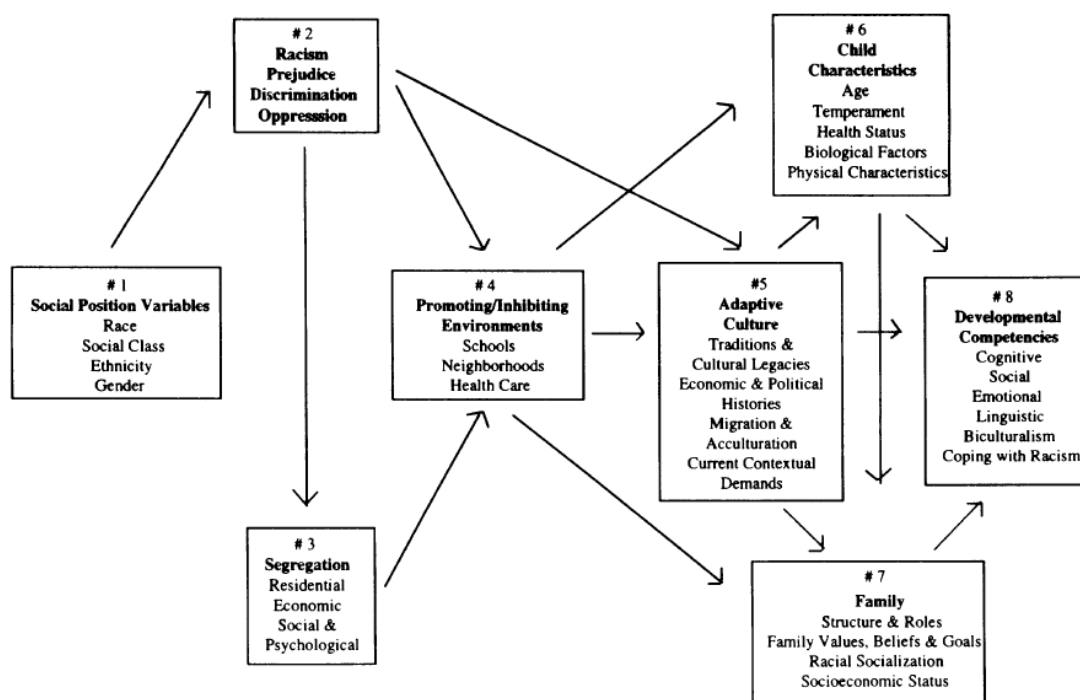 # 1
Social Position Variables
Race
Social Class
Ethnicity
Gender
# 2
Racism
Prejudice
Discrimination
Oppresssion
# 3
Segregation
Residential
Economic
Social &
Psychological
# 4
Promoting/Inhibiting
Environments
Schools
Neighborhoods
Health Care
#5
Adaptive
Culture
Traditions &
Cultural Legacies
Economic & Political
Histories
Migration &
Acculturation
Current Contextual
Demands
# 6
Child
Characteristics
Age
Temperament
Health Status
Biological Factors
Physical Characteristics
# 7
Family
Structure & Roles
Family Values, Beliefs & Goals
Racial Socialization
Socioeconomic Status
# 8
Developmental
Competencies
Cognitive
Social
Emotional
Linguistic
Biculturalism
Coping with Racism